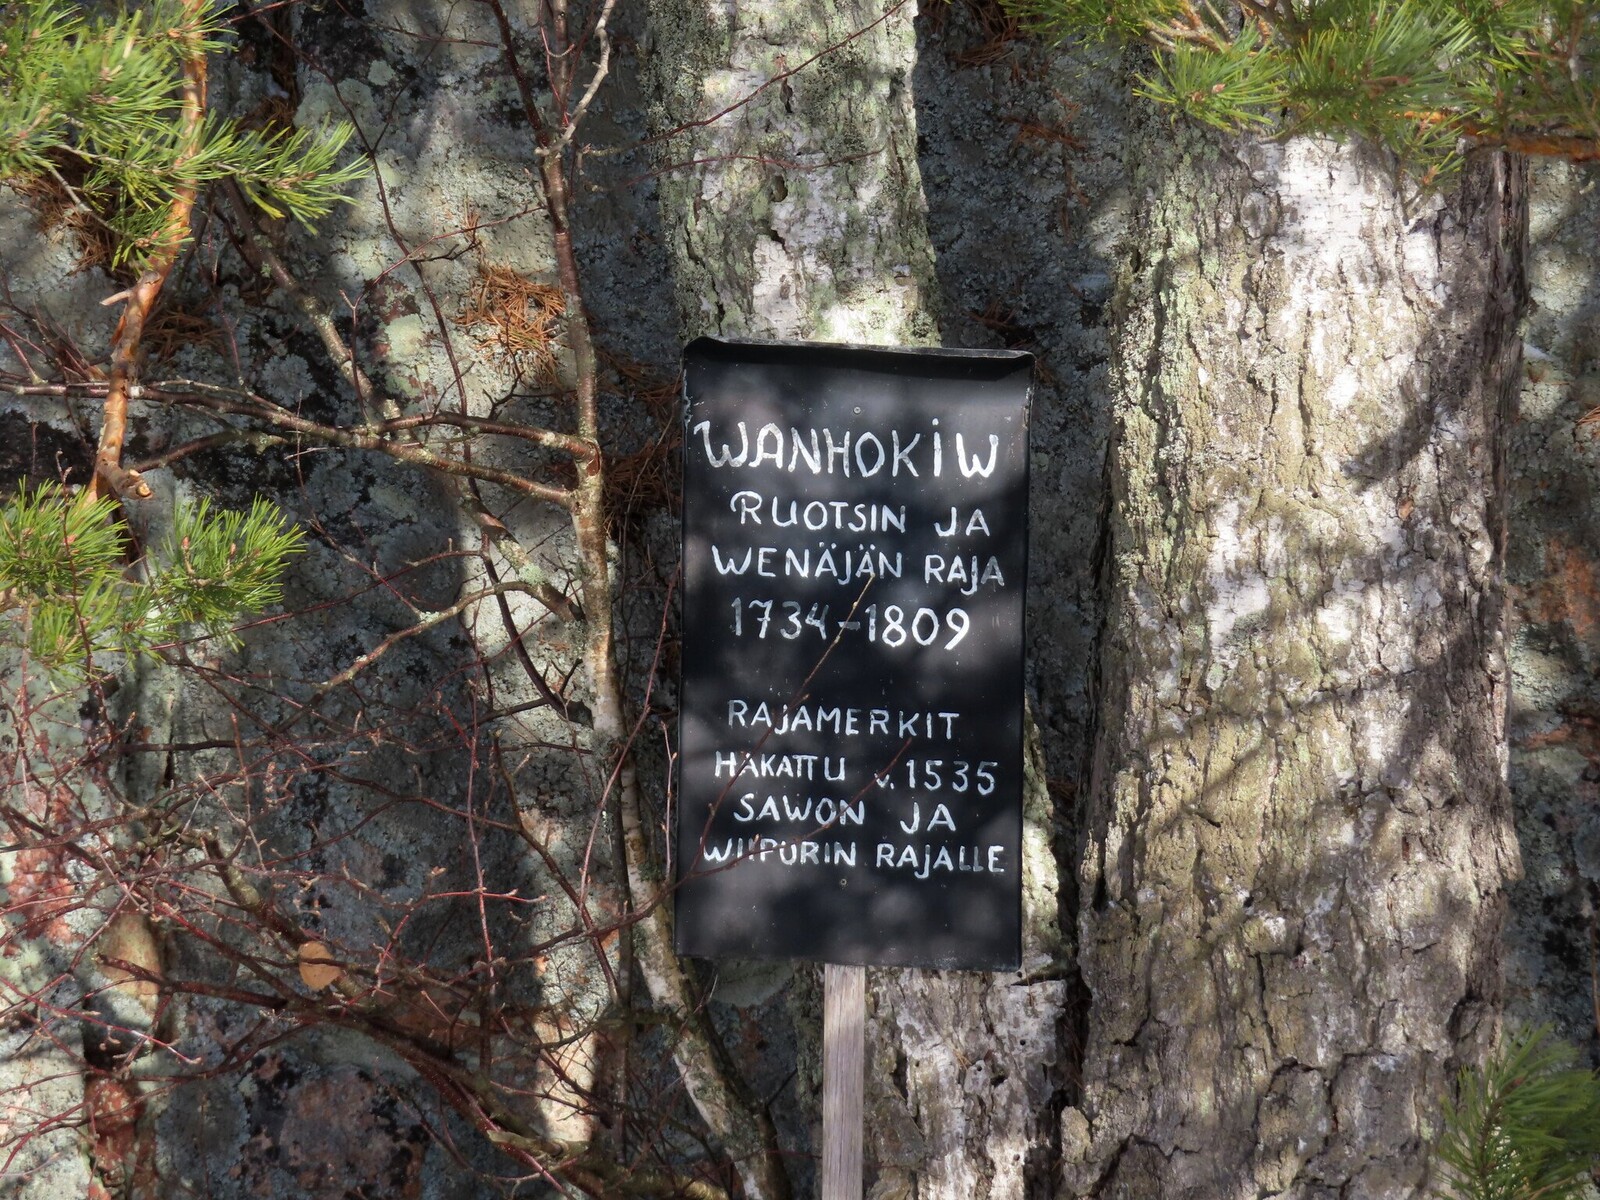 WANHOKIW
RUOTSIN JA
WENÄJÄN RAJA
1734-1809
RAJAMERKIT
HAKATTU v.1535
SAWON JA
WIIPURIN RAJALLE